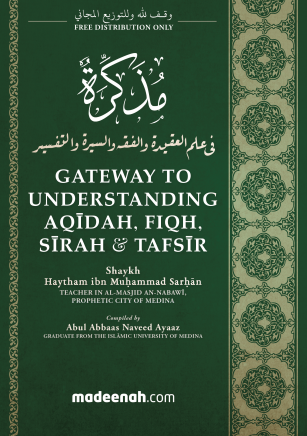 وقف لله وللتوزيع المجاني
FREE DISTRIBUTION ONLY
مُذَكِّرَةٌ
في علم العقيدة والفقه والسيرة والتفسير
GATEWAY TO
UNDERSTANDING
AQĪDAH, FIQH,
SĪRAH & TAFSĪR
Shaykh
Haytham ibn Muḥammad Sarḥān
TEACHER IN AL-MASJID AN-NABAWĪ,
PROPHETIC CITY OF MEDINA
Compiled by
Abul Abbaas Naveed Ayaaz
GRADUATE FROM THE ISLĀMIC UNIVERSITY OF MEDINA
madeenah.com